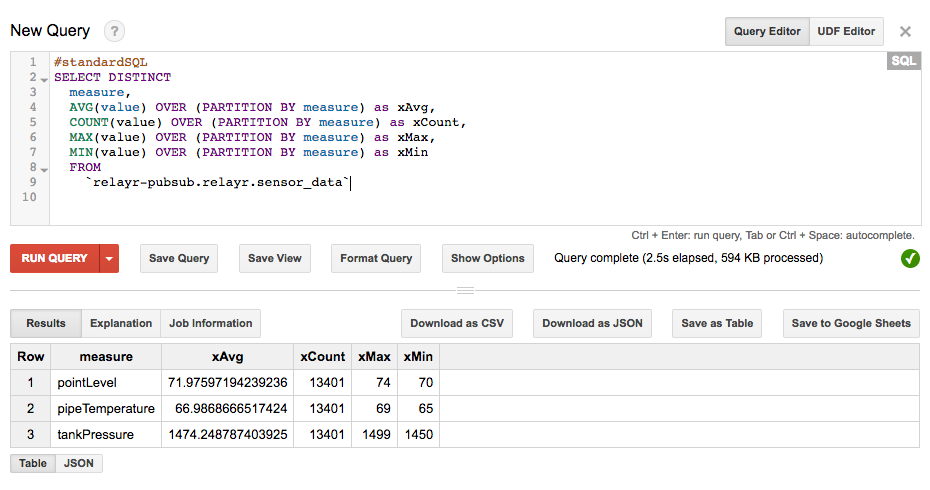 New Query ?
Query Editor UDF Editor ×
SQL
1 #standardSQL
2 SELECT DISTINCT
3 measure,
4 AVG(value) OVER (PARTITION BY measure) as xAvg,
5 COUNT(value) OVER (PARTITION BY measure) as xCount,
6 MAX(value) OVER (PARTITION BY measure) as xMax,
7 MIN(value) OVER (PARTITION BY measure) as xMin
8 FROM
9 `relayr-pubsub.relayr.sensor_data`
10
Ctrl + Enter: run query, Tab or Ctrl + Space: autocomplete.
RUN QUERY Save Query Save View Format Query Show Options Query complete (2.5s elapsed, 594 KB processed)
Results Explanation Job Information Download as CSV Download as JSON Save as Table Save to Google Sheets
Row measure xAvg xCount xMax xMin
1 pointLevel 71.97597194239236 13401 74 70
2 pipeTemperature 66.9868666517424 13401 69 65
3 tankPressure 1474.248787403925 13401 1499 1450
Table JSON